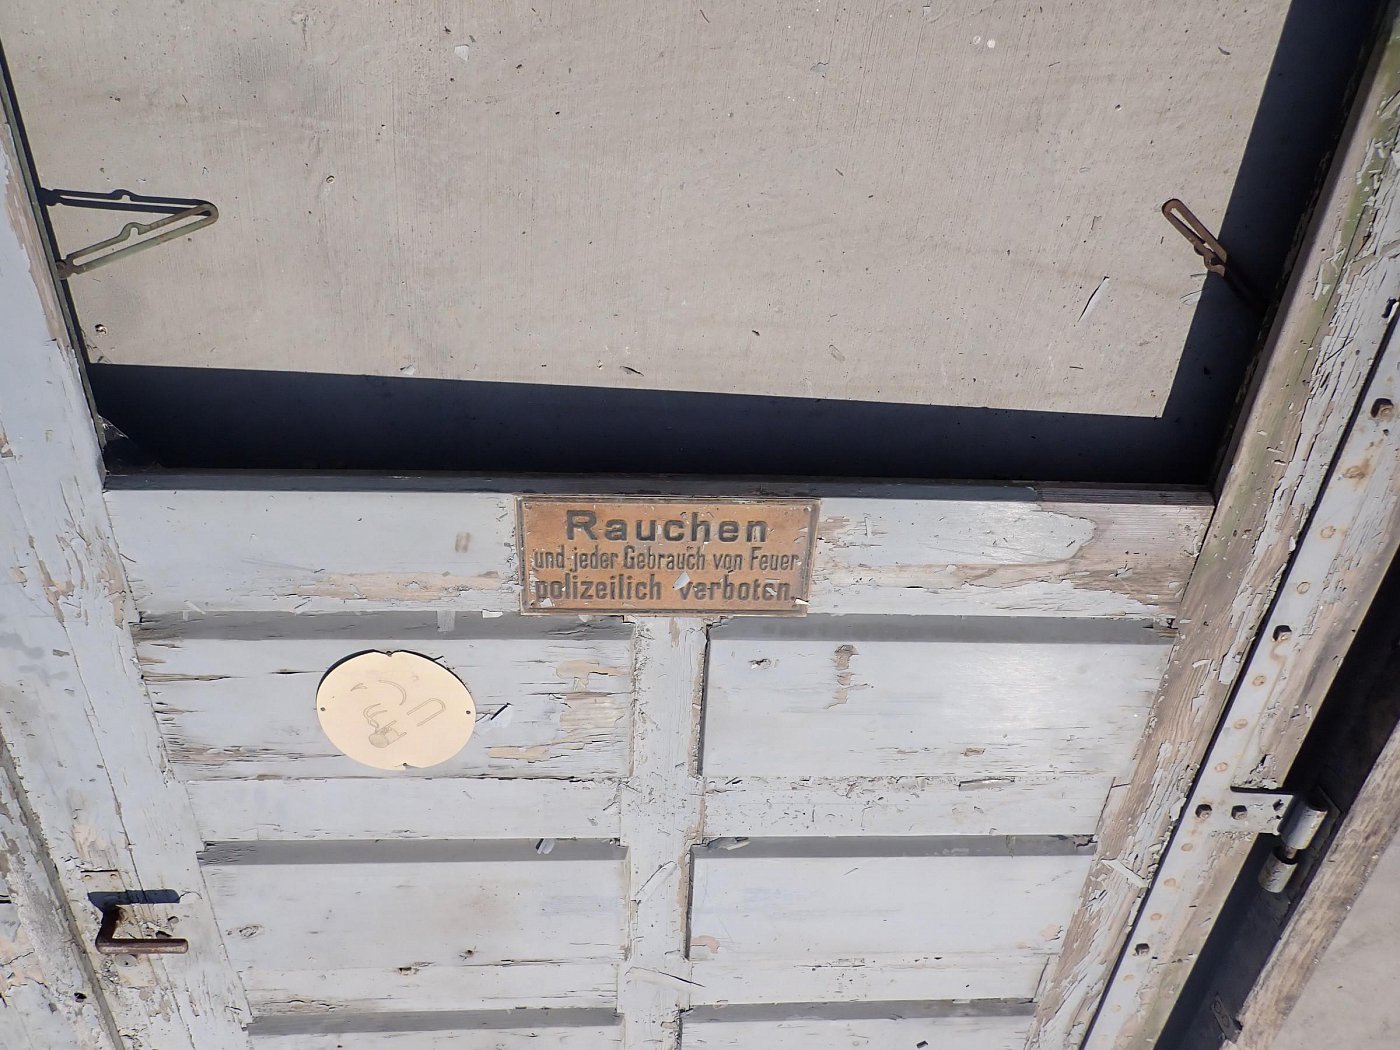 Rauchen
und jeder Gebrauch von Feuer
polizeilich verboten.